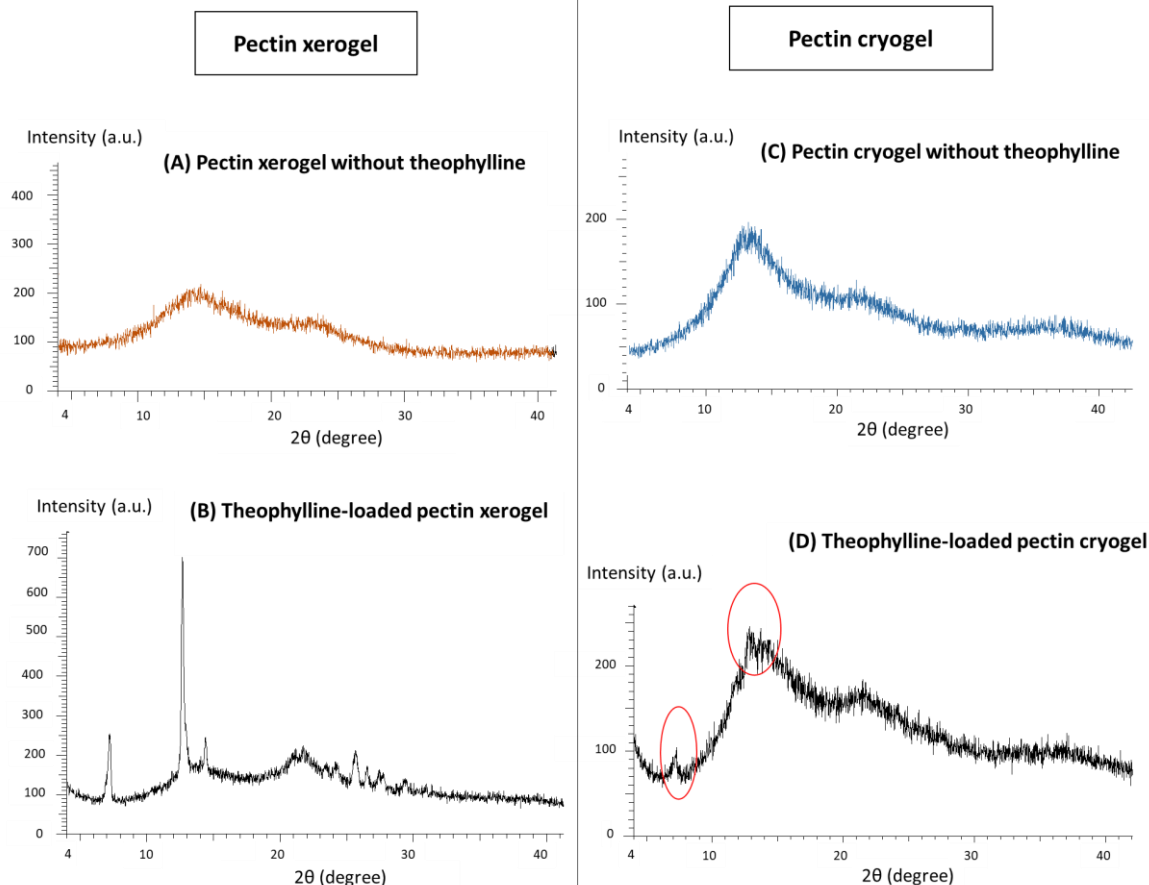 Pectin xerogel
Pectin cryogel
Intensity (a.u.)
(A) Pectin xerogel without theophylline
400
300
200
100
0
4 10 20 30 40
2θ (degree)
Intensity (a.u.)
(C) Pectin cryogel without theophylline
200
100
0
4 10 20 30 40
2θ (degree)
Intensity (a.u.)
(B) Theophylline-loaded pectin xerogel
700
600
500
400
300
200
100
0
4 10 20 30 40
2θ (degree)
(D) Theophylline-loaded pectin cryogel
Intensity (a.u.)
200
100
0
4 10 20 30 40
2θ (degree)